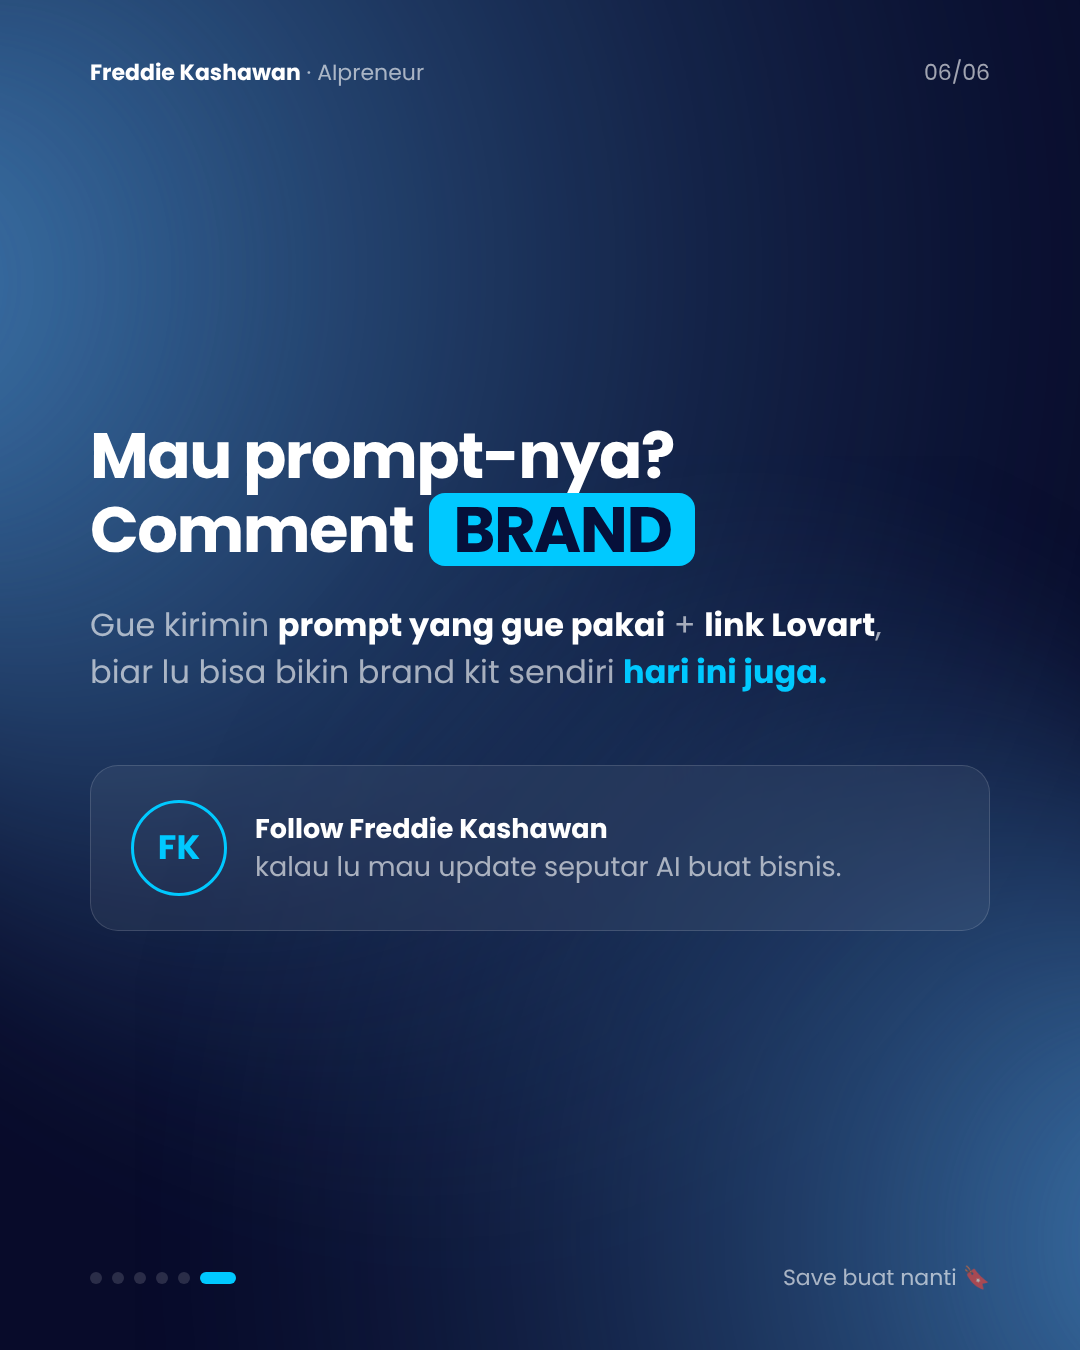 Freddie Kashawan · AIpreneur
06/06
Mau prompt-nya?
Comment BRAND
Gue kirimin prompt yang gue pakai + link Lovart,
biar lu bisa bikin brand kit sendiri hari ini juga.
FK
Follow Freddie Kashawan
kalau lu mau update seputar AI buat bisnis.
Save buat nanti 🔖